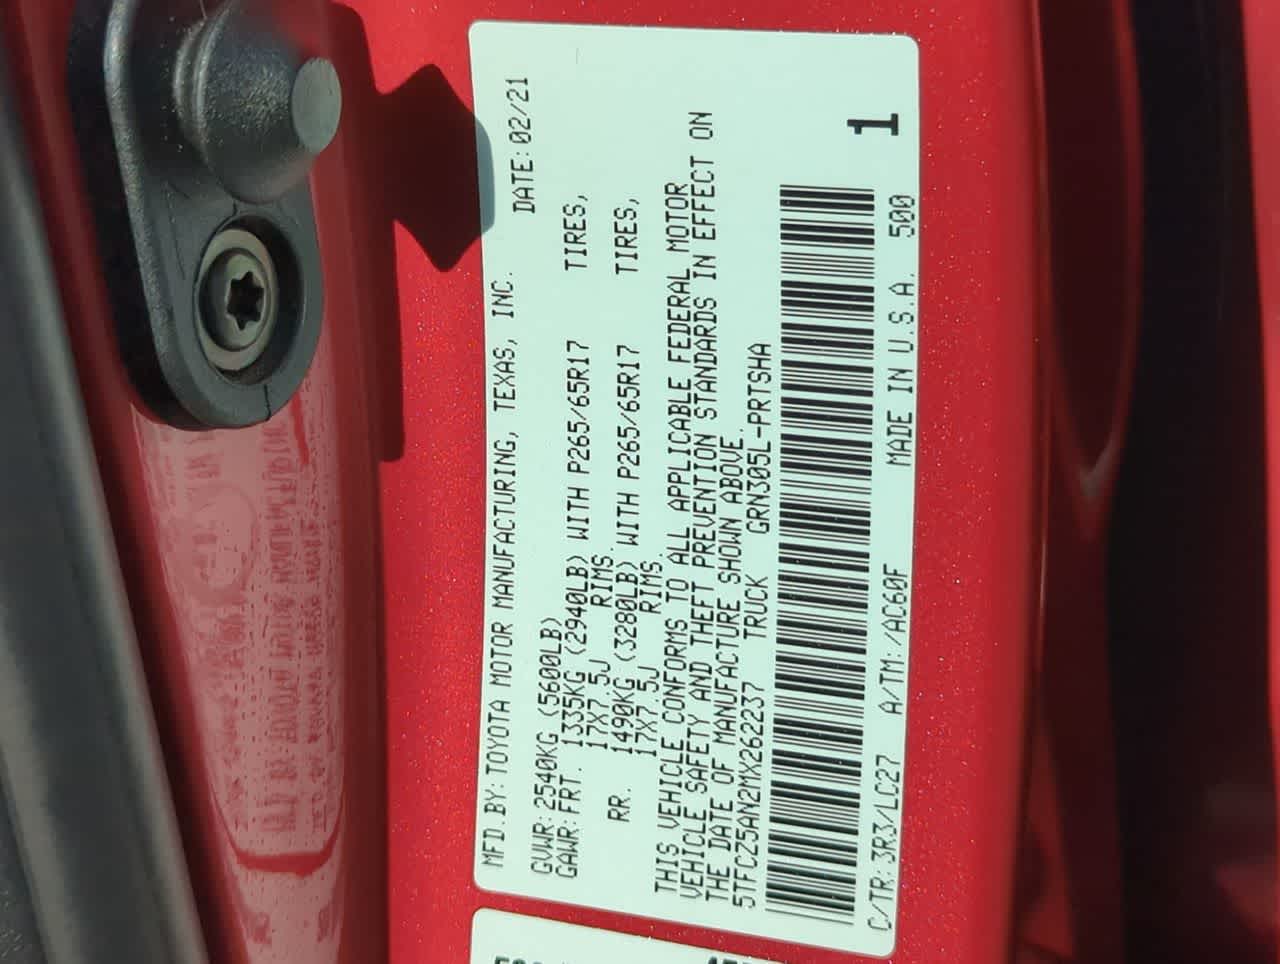 MFD.BY:TOYOTA MOTOR MANUFACTURING, TEXAS, INC.
DATE:02/21
GVWR:2540KG (5600LB)
GAWR:FRT. 1335KG (2940LB) WITH P265/65R17 TIRES,
17X7.5J RIMS.
RR. 1490KG (3280LB) WITH P265/65R17 TIRES,
17X7.5J RIMS.
THIS VEHICLE CONFORMS TO ALL APPLICABLE FEDERAL MOTOR
VEHICLE SAFETY AND THEFT PREVENTION STANDARDS IN EFFECT ON
THE DATE OF MANUFACTURE SHOWN ABOVE.
5TFCZ5AN2MX262237 TRUCK GRN305L-PRTSHA
1
C/TR:3R3/LC27 A/TM:/AC60F MADE IN U.S.A. 500